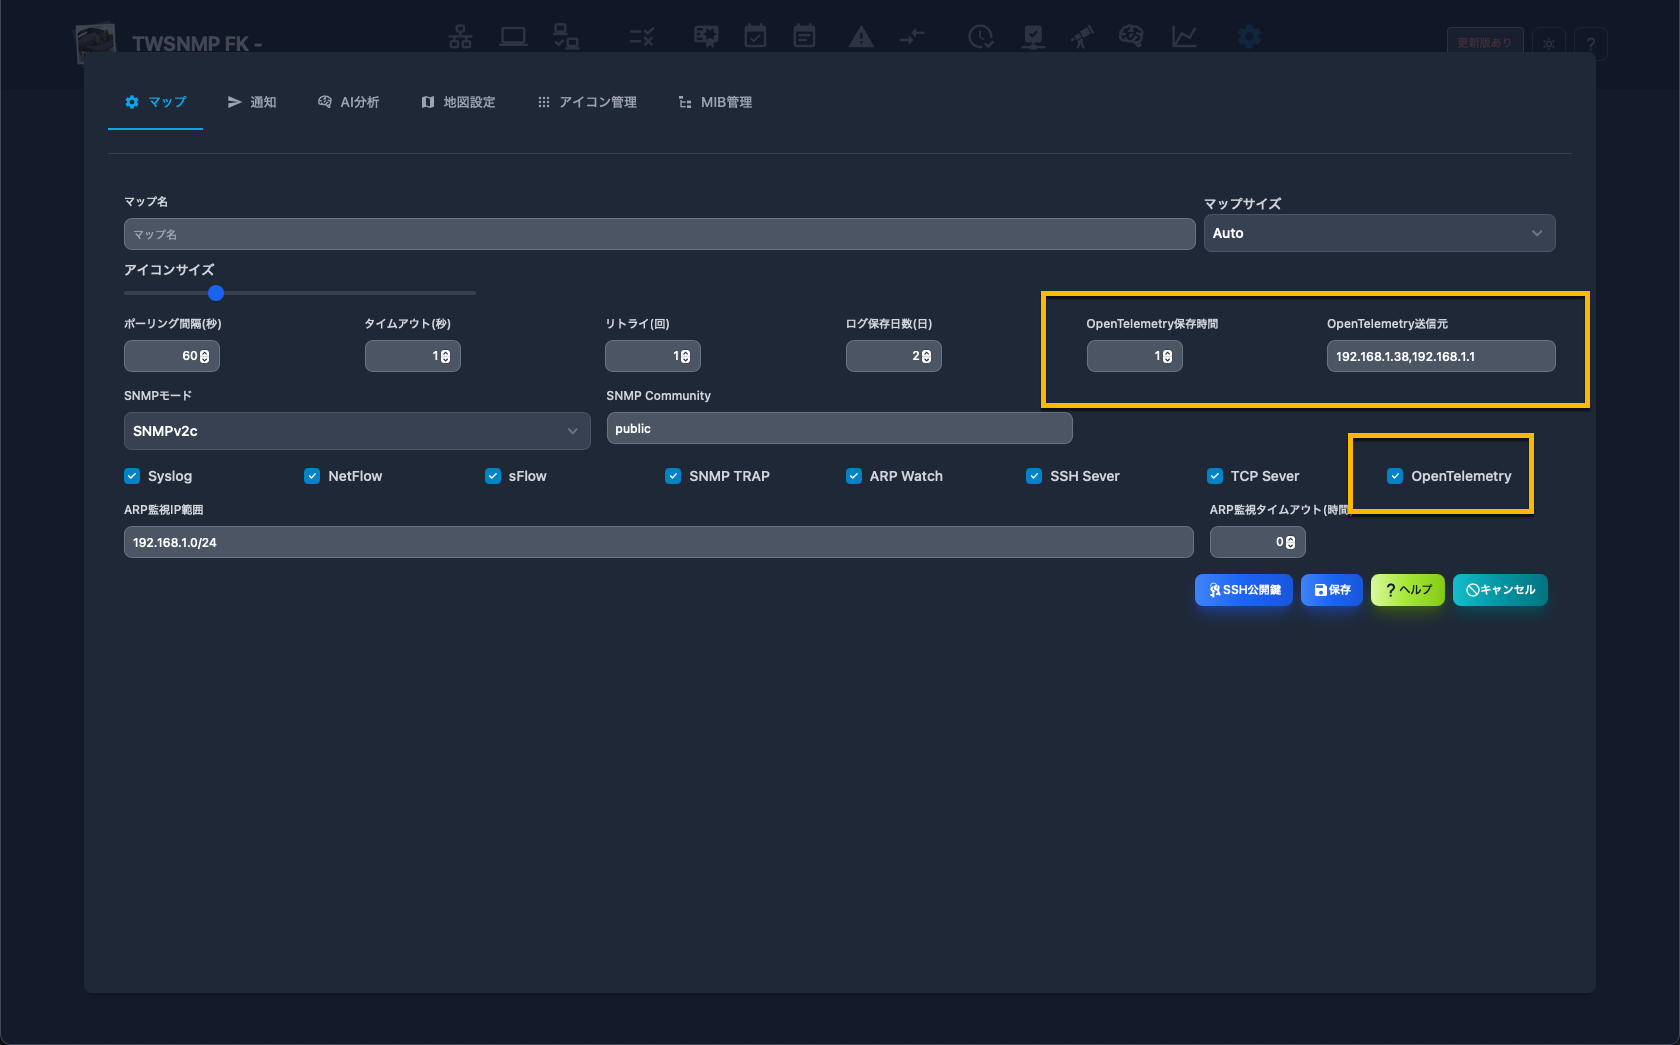 TWSNMP FK -
更新版あり
?
マップ
通知
AI分析
地図設定
アイコン管理
MIB管理
マップ名
マップサイズ
マップ名
Auto
アイコンサイズ
ポーリング間隔(秒)
タイムアウト(秒)
リトライ(回)
ログ保存日数(日)
OpenTelemetry保存時間
OpenTelemetry送信元
60
1
1
2
1
192.168.1.38,192.168.1.1
SNMPモード
SNMP Community
SNMPv2c
public
Syslog
NetFlow
sFlow
SNMP TRAP
ARP Watch
SSH Sever
TCP Sever
OpenTelemetry
ARP監視IP範囲
ARP監視タイムアウト(時間)
192.168.1.0/24
0
SSH公開鍵
保存
? ヘルプ
キャンセル